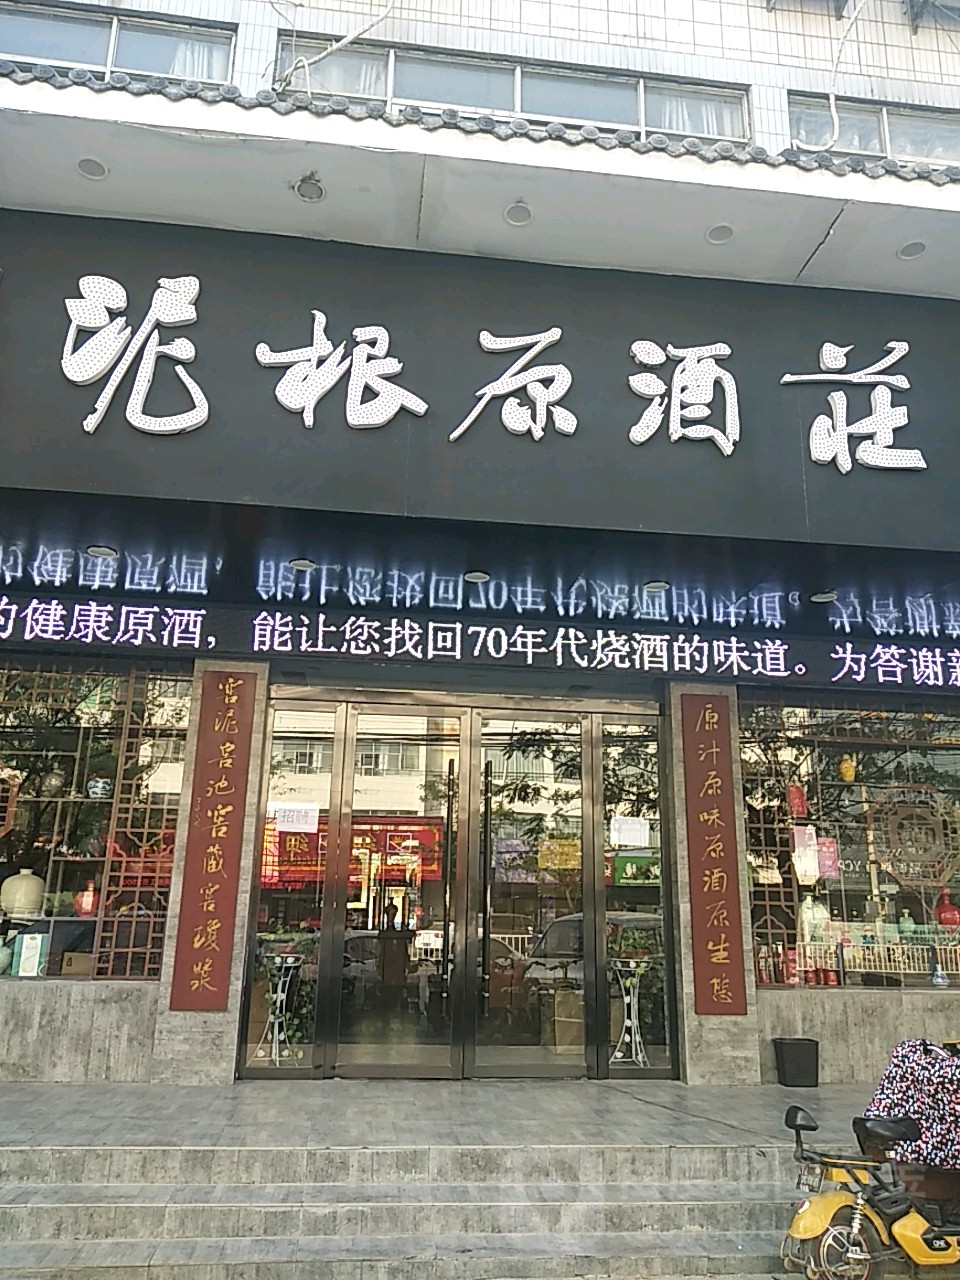 泥根原酒莊
的健康原酒，能让您找回70年代烧酒的味道。为答谢新
窖泥窖池窖藏窖瓊漿
原汁原味原酒原生態
招聘